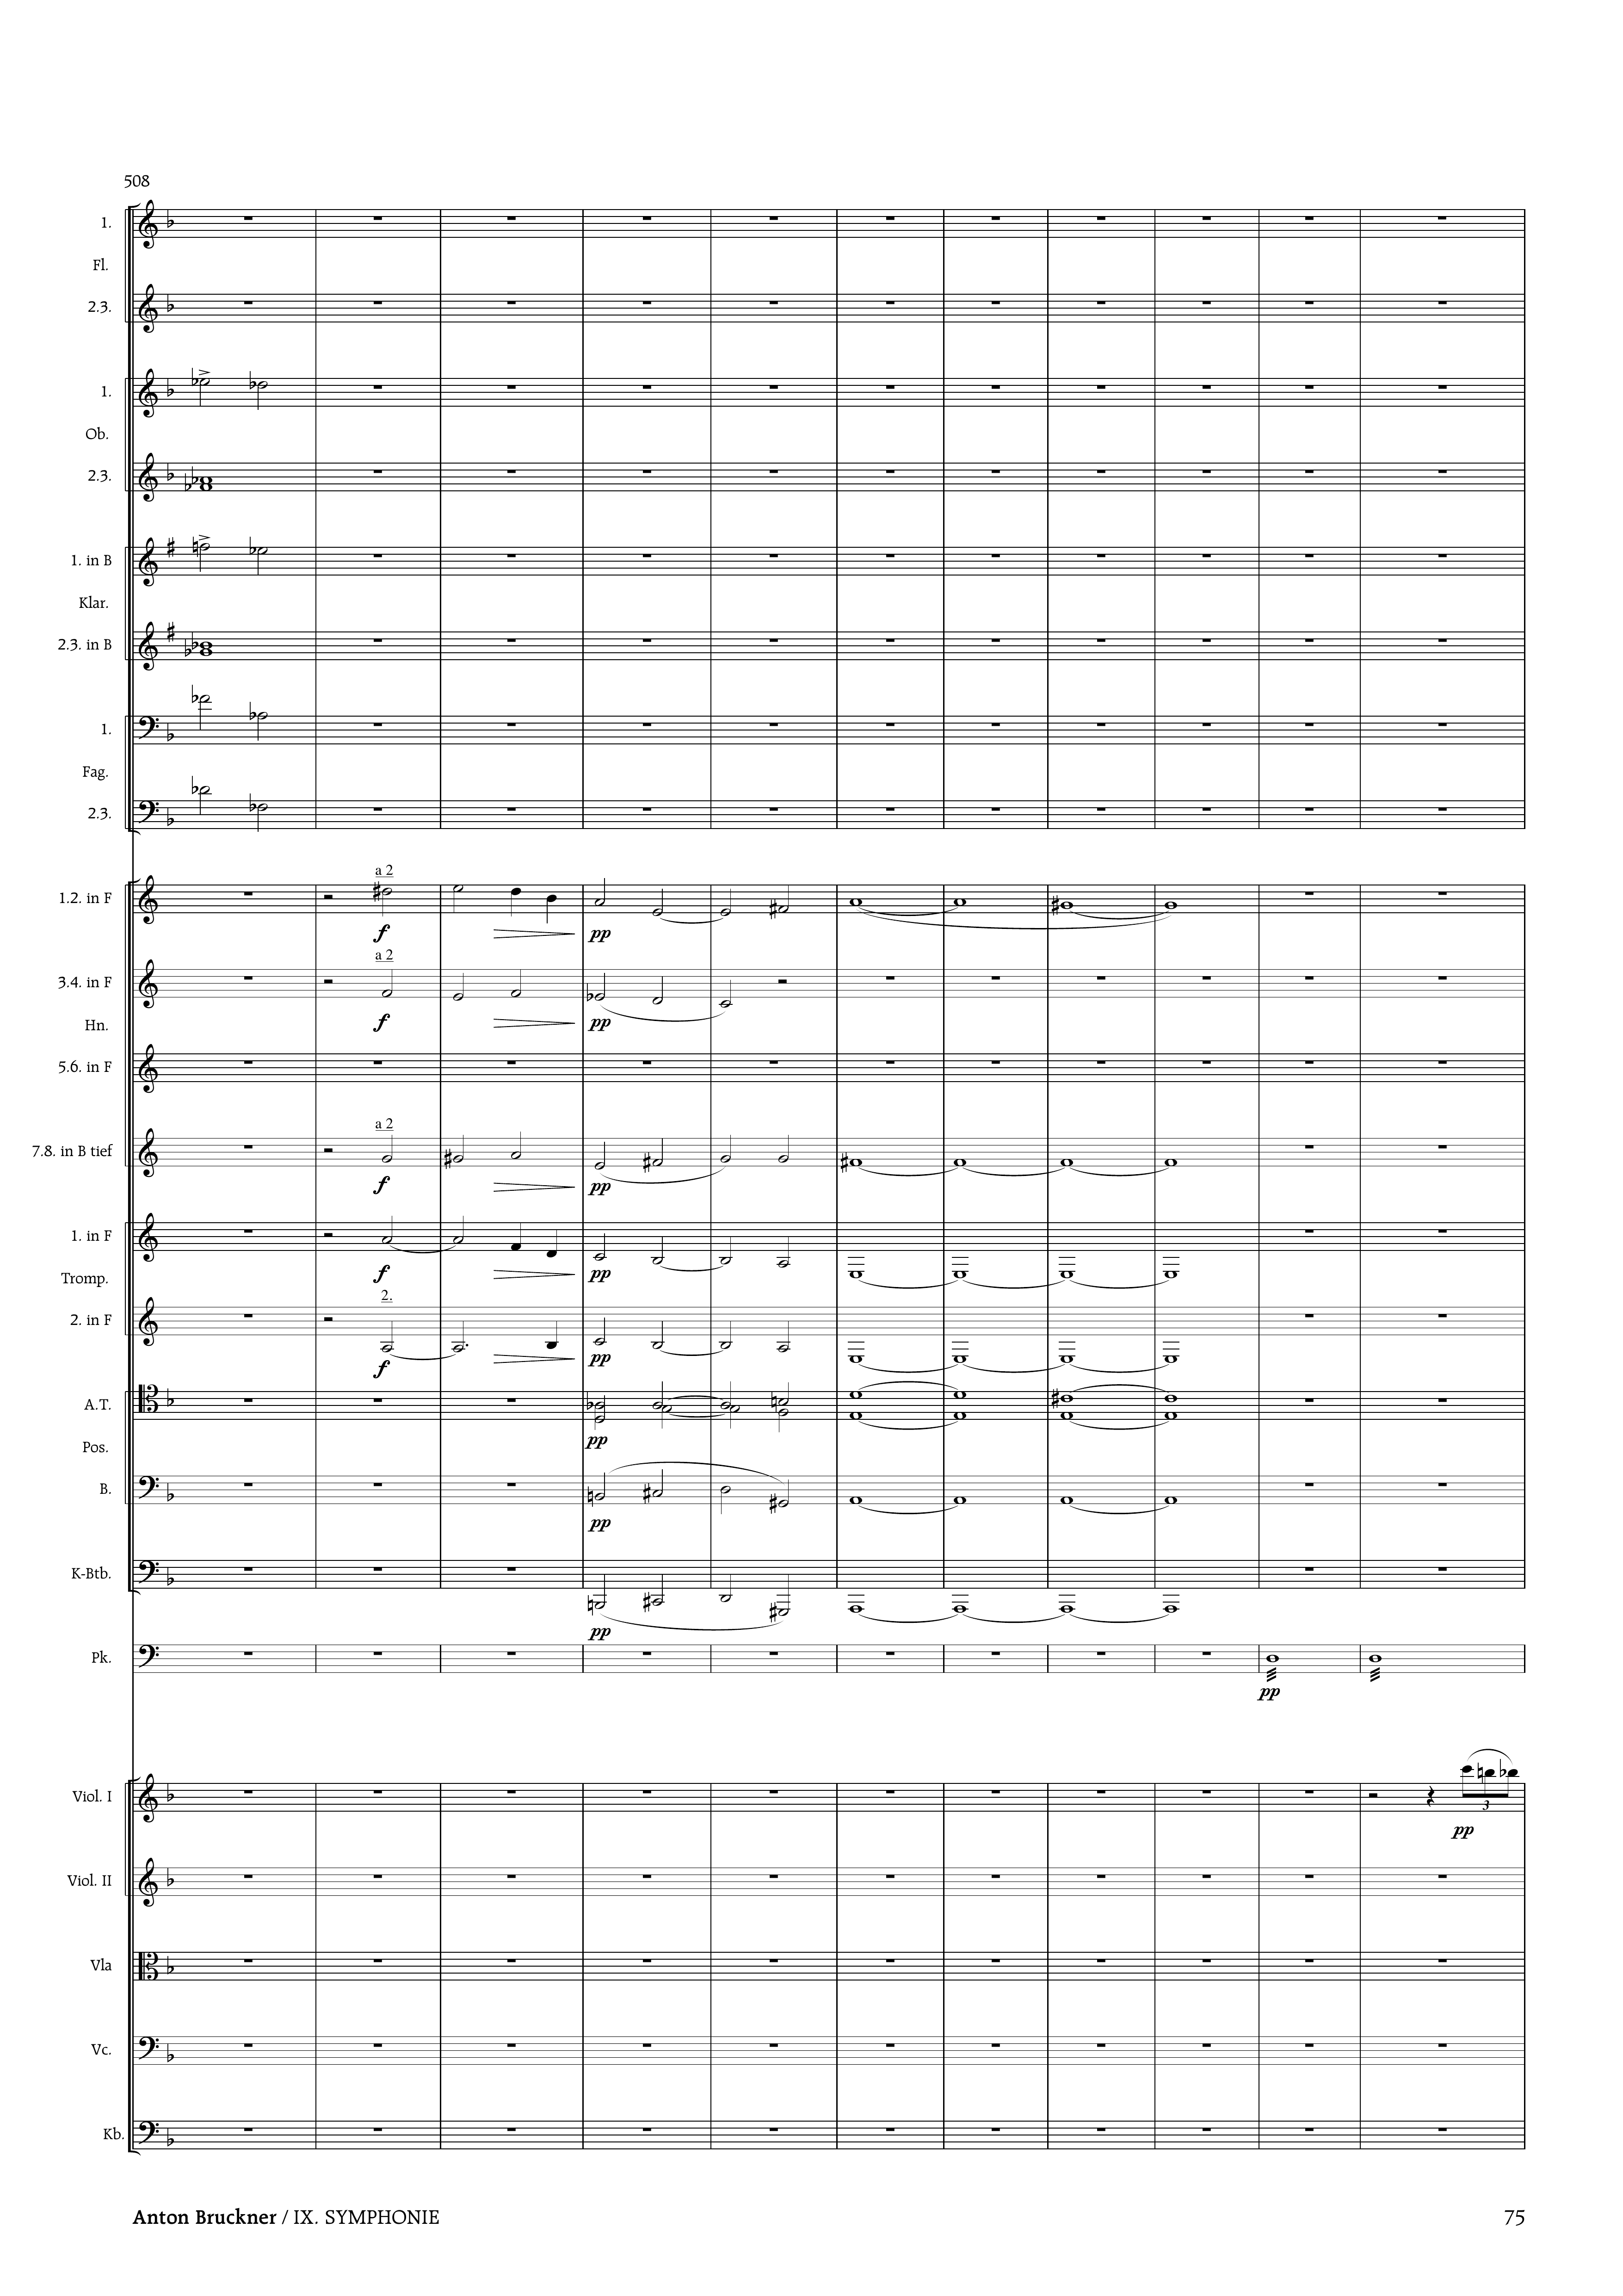 508
1.
Fl.
2.3.
1.
Ob.
2.3.
1. in B
Klar.
2.3. in B
1.
Fag.
2.3.
a 2
1.2. in F
f pp
a 2
3.4. in F
f pp
Hn.
5.6. in F
a 2
7.8. in B tief
f pp
1. in F
f pp
Tromp.
2.
2. in F
f pp
A.T.
pp
Pos.
B.
pp
K-Btb.
pp
Pk.
pp
Viol. I
3
pp
Viol. II
Vla
Vc.
Kb.
Anton Bruckner / IX. SYMPHONIE 75